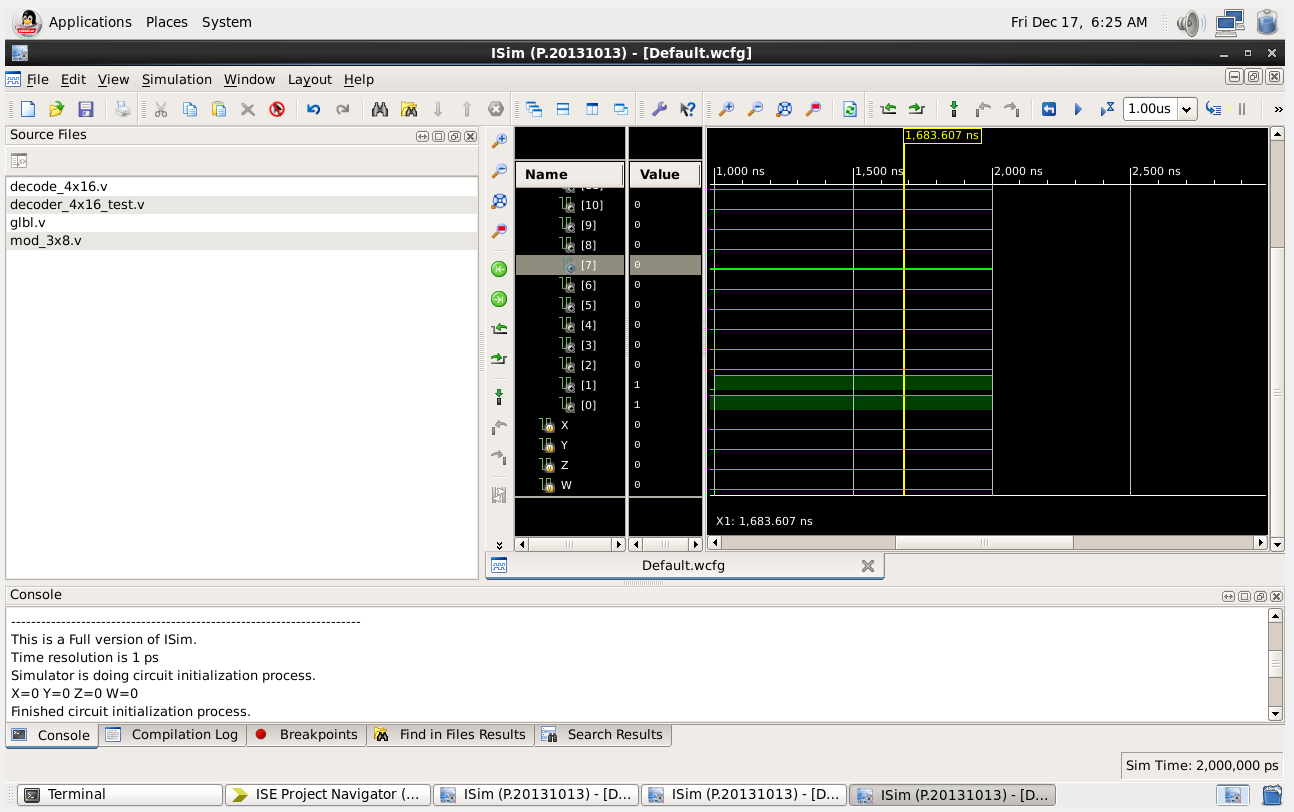 Applications Places System Fri Dec 17, 6:25 AM
ISim (P.20131013) - [Default.wcfg]
File Edit View Simulation Window Layout Help
1.00us »
Source Files
decode_4x16.v
decoder_4x16_test.v
glbl.v
mod_3x8.v
1,683.607 ns
1,000 ns 1,500 ns 2,000 ns 2,500 ns
Name Value
[10] 0
[9] 0
[8] 0
[7] 0
[6] 0
[5] 0
[4] 0
[3] 0
[2] 0
[1] 1
[0] 1
X 0
Y 0
Z 0
W 0
X1: 1,683.607 ns
Default.wcfg
Console
----------------------------------------------------------------------
This is a Full version of ISim.
Time resolution is 1 ps
Simulator is doing circuit initialization process.
X=0 Y=0 Z=0 W=0
Finished circuit initialization process.
Console Compilation Log Breakpoints Find in Files Results Search Results
Sim Time: 2,000,000 ps
Terminal ISE Project Navigator (... ISim (P.20131013) - [D... ISim (P.20131013) - [D... ISim (P.20131013) - [D...